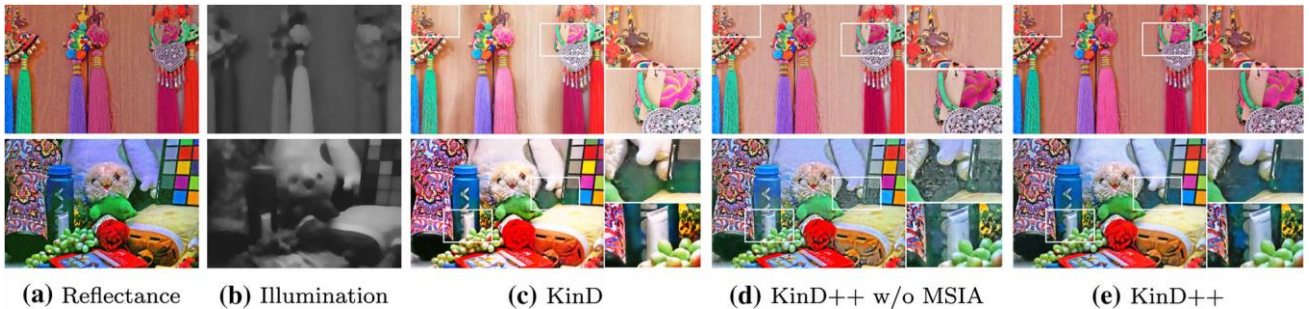 (a) Reflectance
(b) Illumination
(c) KinD
(d) KinD++ w/o MSIA
(e) KinD++